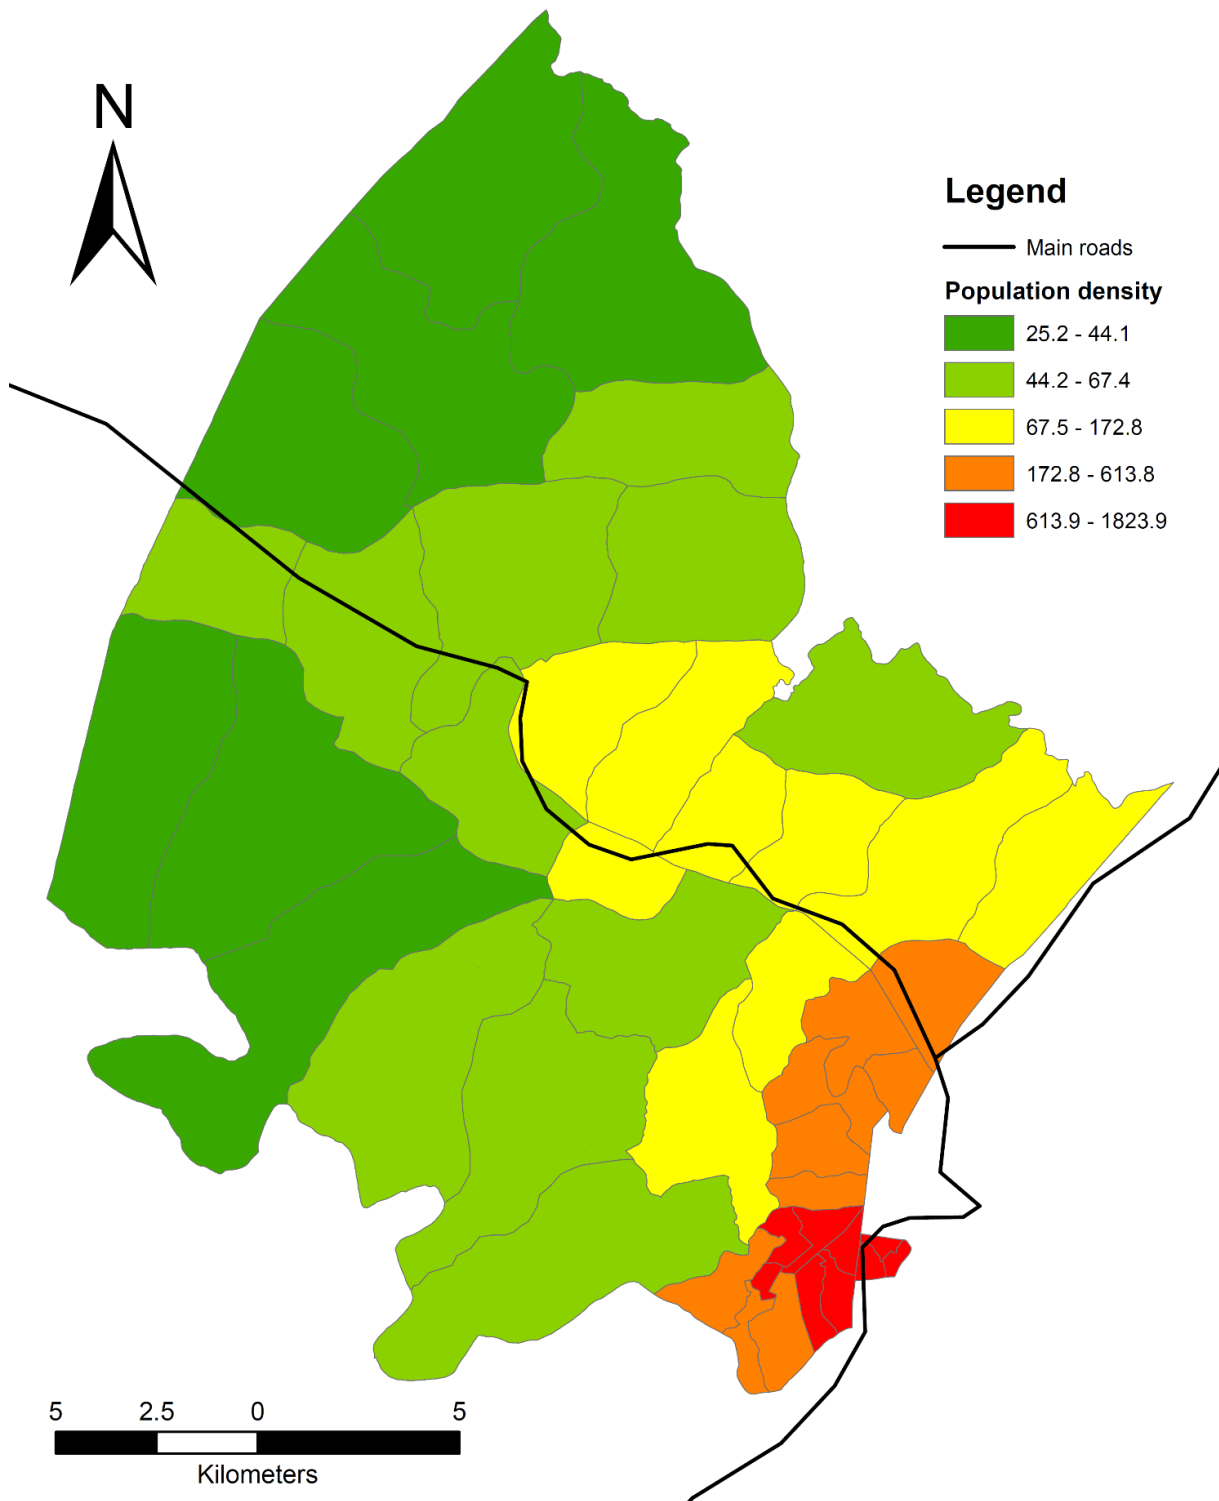 N
Legend
Main roads
Population density
25.2 - 44.1
44.2 - 67.4
67.5 - 172.8
172.8 - 613.8
613.9 - 1823.9
5 2.5 0 5
Kilometers